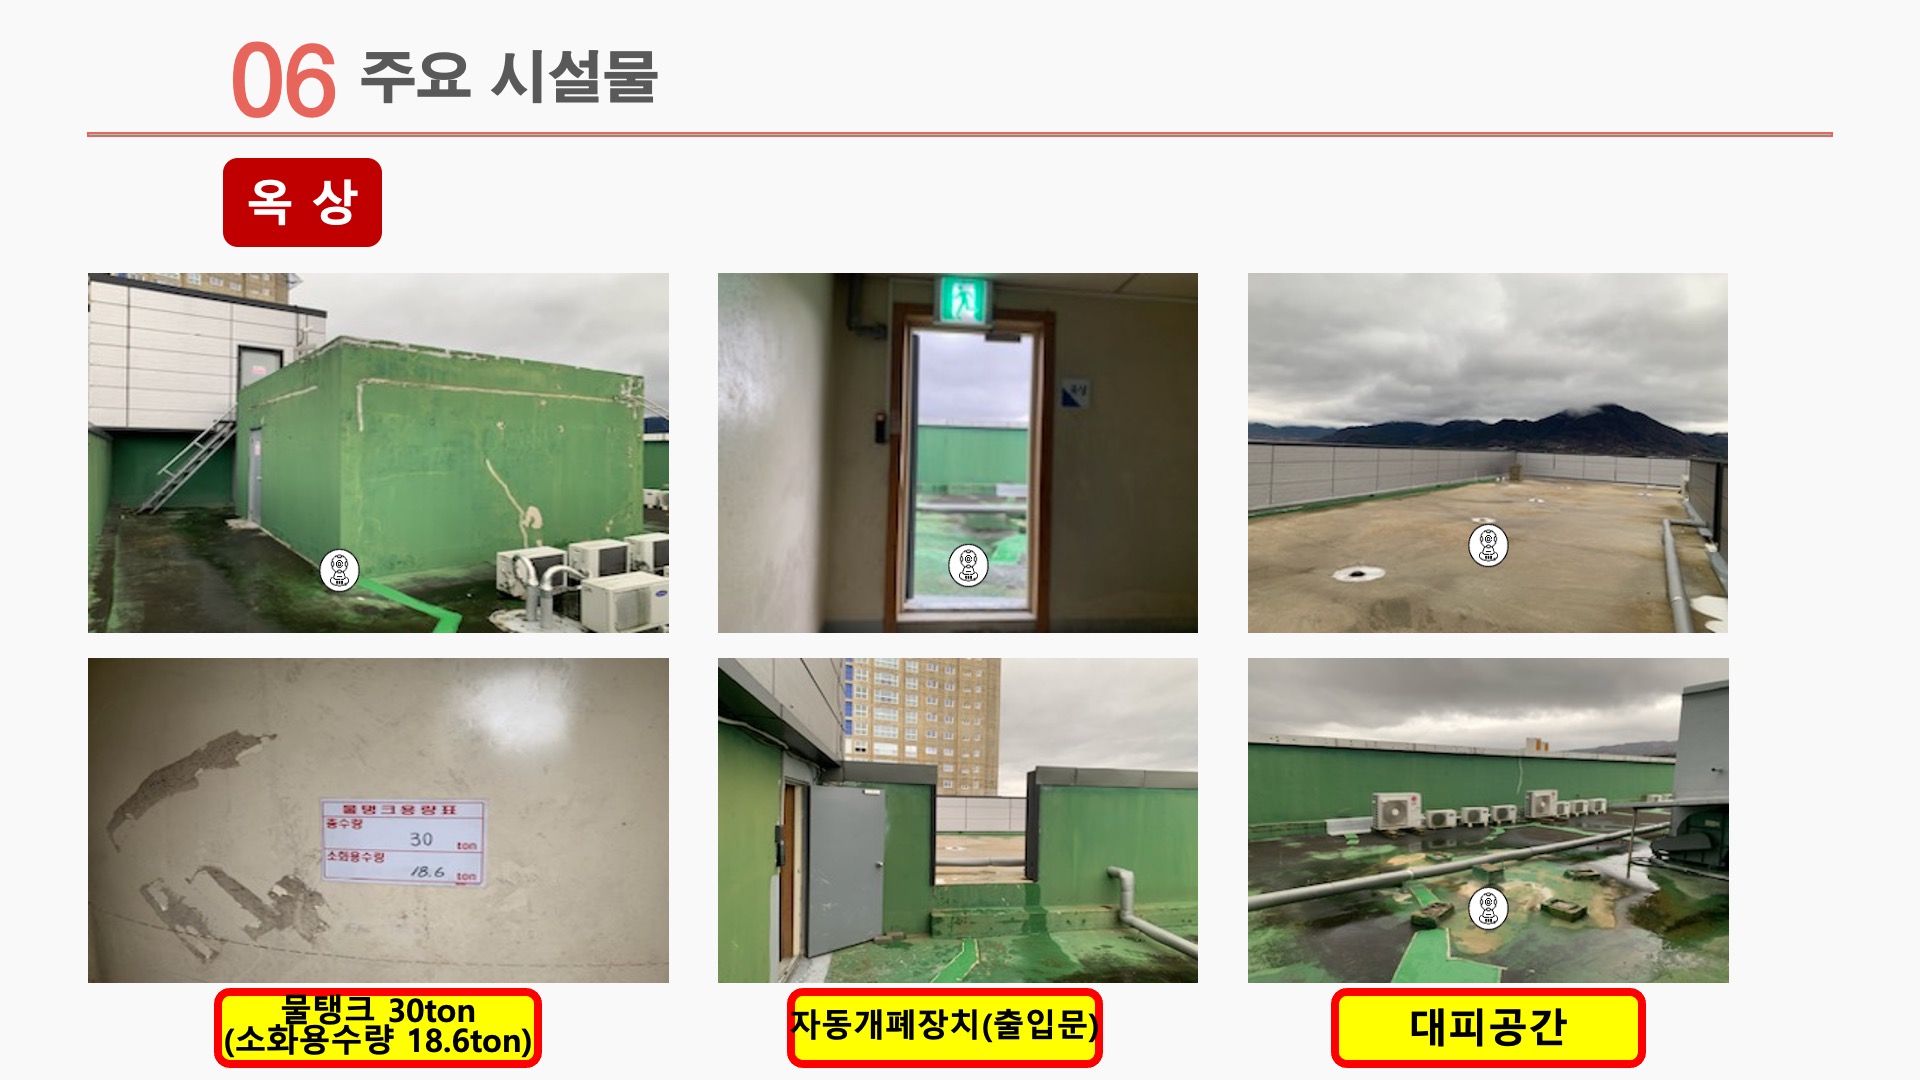 06 주요 시설물
옥 상
옥상
물탱크용량표
총수량
30 ton
소화용수량
18.6 ton
물탱크 30ton
(소화용수량 18.6ton)
자동개폐장치(출입문)
대피공간